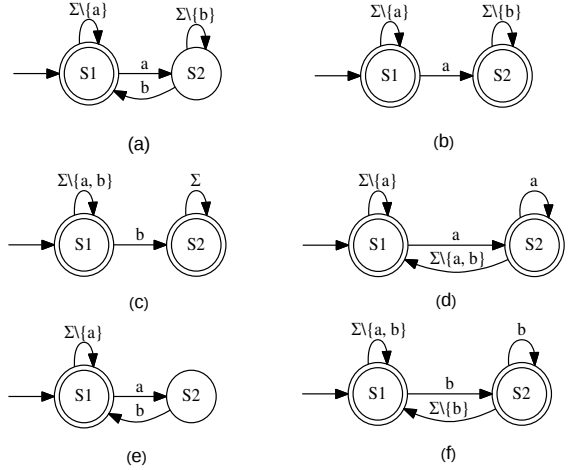 Σ\{a} Σ\{b} Σ\{a} Σ\{b}
S1 a S2 S1 a S2
b
(a) (b)
Σ\{a, b} Σ Σ\{a} a
S1 b S2 S1 a S2
Σ\{a, b}
(c) (d)
Σ\{a} Σ\{a, b} b
S1 a S2 S1 b S2
b Σ\{b}
(e) (f)